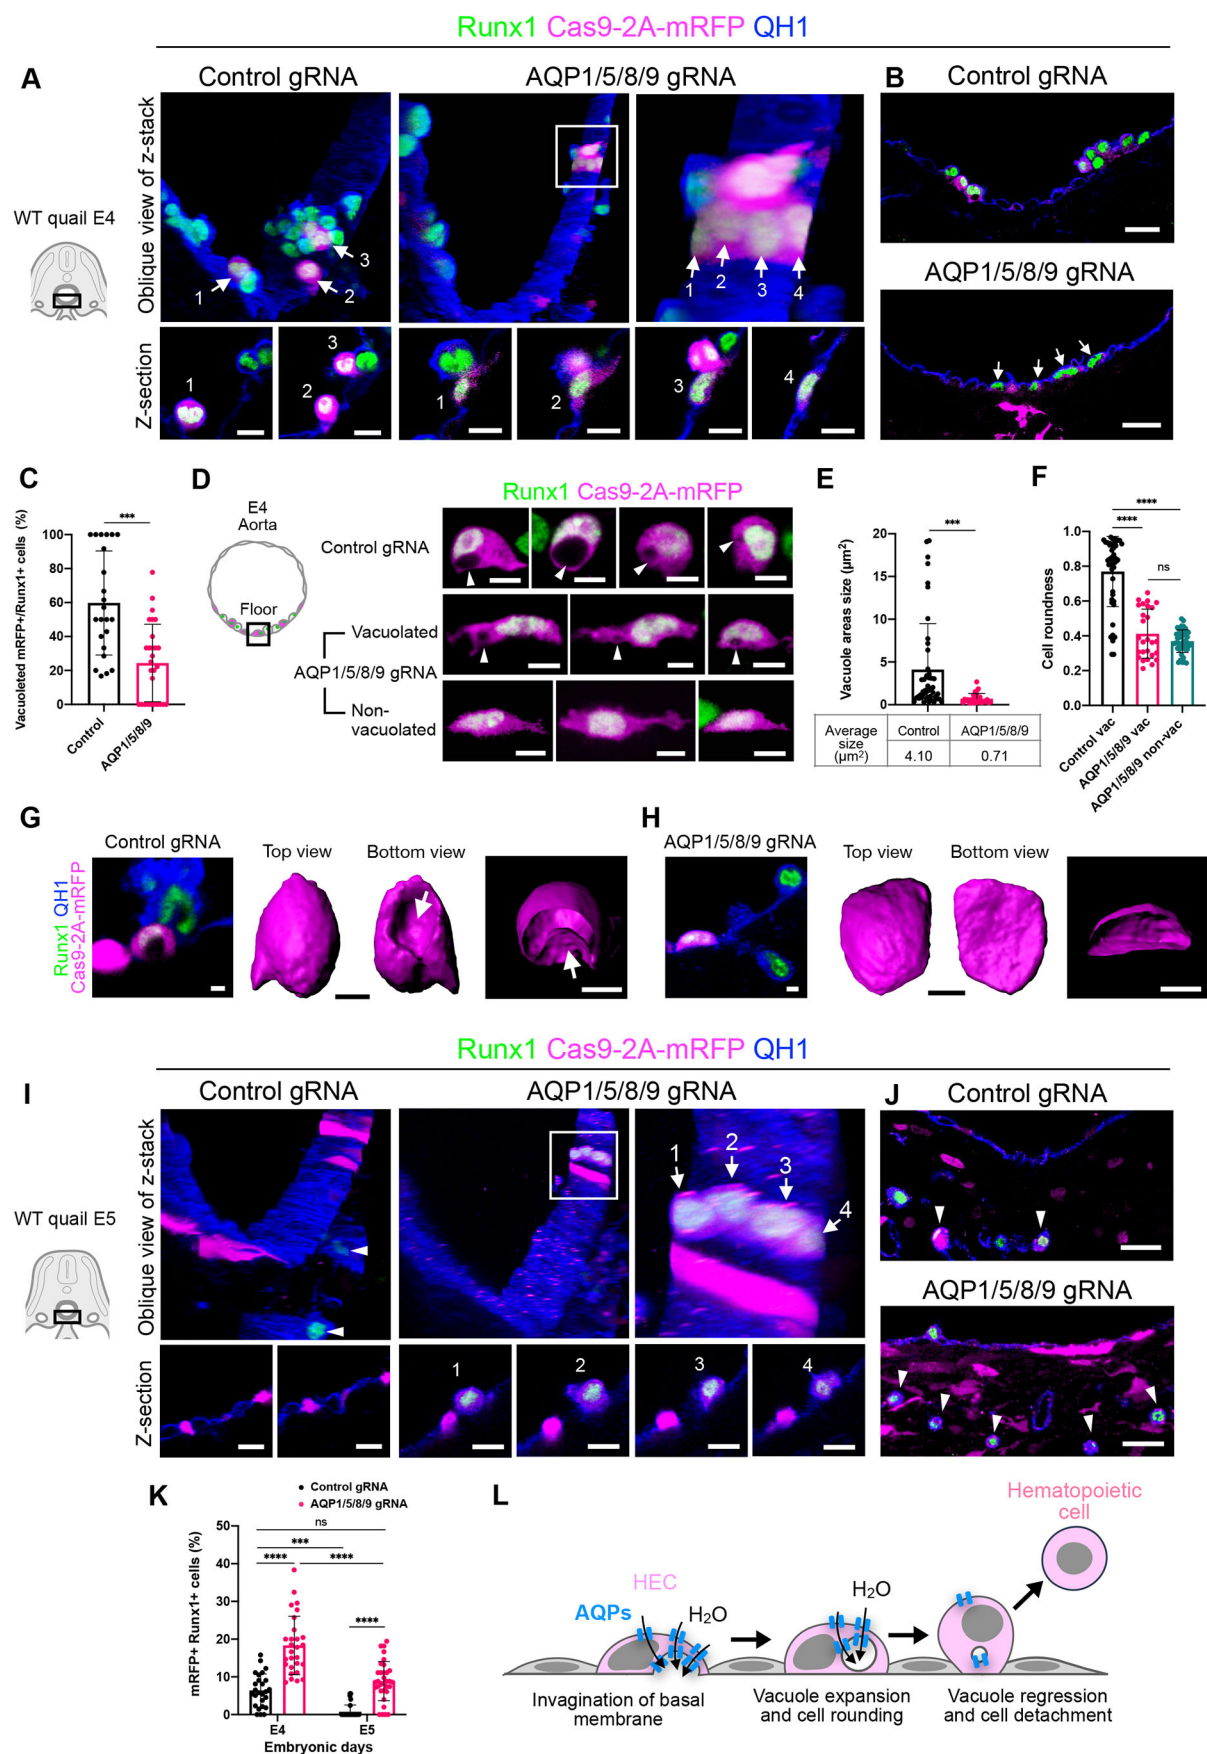 Runx1 Cas9-2A-mRFP QH1
A
Control gRNA
AQP1/5/8/9 gRNA
WT quail E4
Oblique view of z-stack
1
2
3
1
2
3
4
Z-section
1
2
3
1
2
3
4
B
Control gRNA
AQP1/5/8/9 gRNA
C
Vacuoleted mRFP+/Runx1+ cells (%)
100
80
60
40
20
0
***
Control
AQP1/5/8/9
D
E4
Aorta
Floor
Runx1 Cas9-2A-mRFP
Control gRNA
Vacuolated
AQP1/5/8/9 gRNA
Non-
vacuolated
E
Vacuole areas size (µm²)
20
15
10
5
0
***
Average
size
(µm²)
Control
AQP1/5/8/9
4.10
0.71
F
Cell roundness
1.0
0.8
0.6
0.4
0.2
0.0
****
****
ns
Control vac
AQP1/5/8/9 vac
AQP1/5/8/9 non-vac
G
Control gRNA
Runx1 QH1
Cas9-2A-mRFP
Top view
Bottom view
H
AQP1/5/8/9 gRNA
Top view
Bottom view
Runx1 Cas9-2A-mRFP QH1
I
Control gRNA
AQP1/5/8/9 gRNA
WT quail E5
Oblique view of z-stack
1
2
3
4
Z-section
1
2
3
4
J
Control gRNA
AQP1/5/8/9 gRNA
K
Control gRNA
AQP1/5/8/9 gRNA
mRFP+ Runx1+ cells (%)
50
40
30
20
10
0
ns
***
****
****
****
E4
E5
Embryonic days
L
Hematopoietic
cell
HEC
AQPs
H₂O
H₂O
Invagination of basal
membrane
Vacuole expansion
and cell rounding
Vacuole regression
and cell detachment